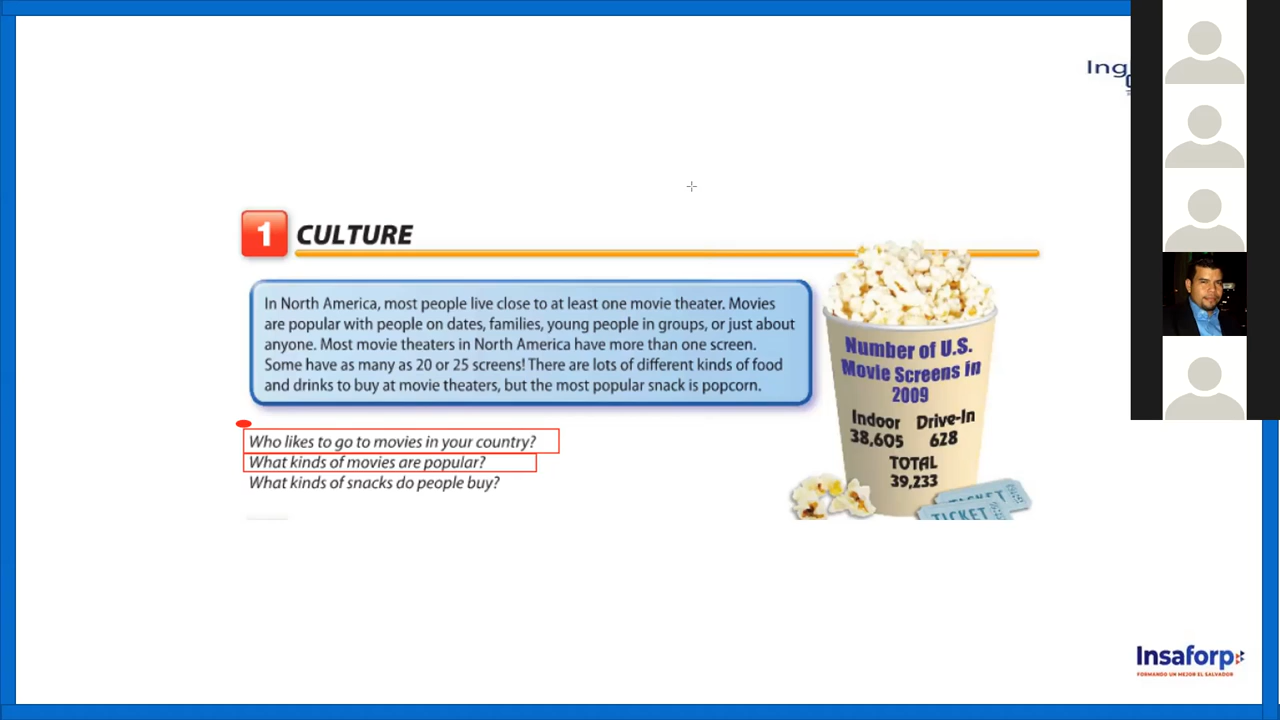 Ing
1 CULTURE
In North America, most people live close to at least one movie theater. Movies
are popular with people on dates, families, young people in groups, or just about
anyone. Most movie theaters in North America have more than one screen.
Some have as many as 20 or 25 screens! There are lots of different kinds of food
and drinks to buy at movie theaters, but the most popular snack is popcorn.
Number of U.S.
Movie Screens in
2009
Indoor Drive-In
38,605 628
TOTAL
39,233
TICKET
TICKET
Who likes to go to movies in your country?
What kinds of movies are popular?
What kinds of snacks do people buy?
Insaforp
FORMANDO UN MEJOR EL SALVADOR